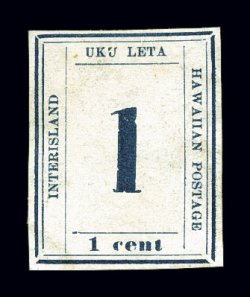 UKU LETA
INTERISLAND
1
HAWAIIAN POSTAGE
1 cent